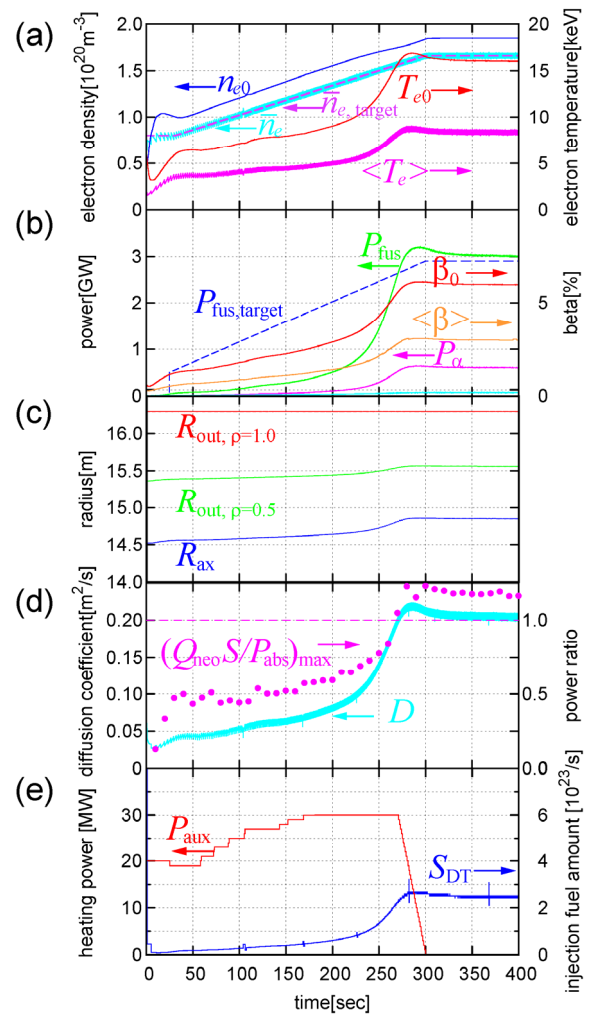 (a)
electron density[10²⁰m⁻³]
2.0
1.5
1.0
0.5
0
n_e0
n̄_e, target
n̄_e
T_e0
<T_e>
20
15
10
5
0
electron temperature[keV]
(b)
power[GW]
3
2
1
0
P_fus
P_fus,target
β_0
<β>
P_α
5
0
beta[%]
(c)
radius[m]
16.0
15.5
15.0
14.5
14.0
R_out, ρ=1.0
R_out, ρ=0.5
R_ax
(d)
diffusion coefficient[m²/s]
0.20
0.15
0.10
0.05
(Q_neo S/P_abs)_max
D
1.0
0.5
0.0
power ratio
(e)
heating power [MW]
30
20
10
0
P_aux
S_DT
6
4
2
0
injection fuel amount [10²³/s]
0 50 100 150 200 250 300 350 400
time[sec]